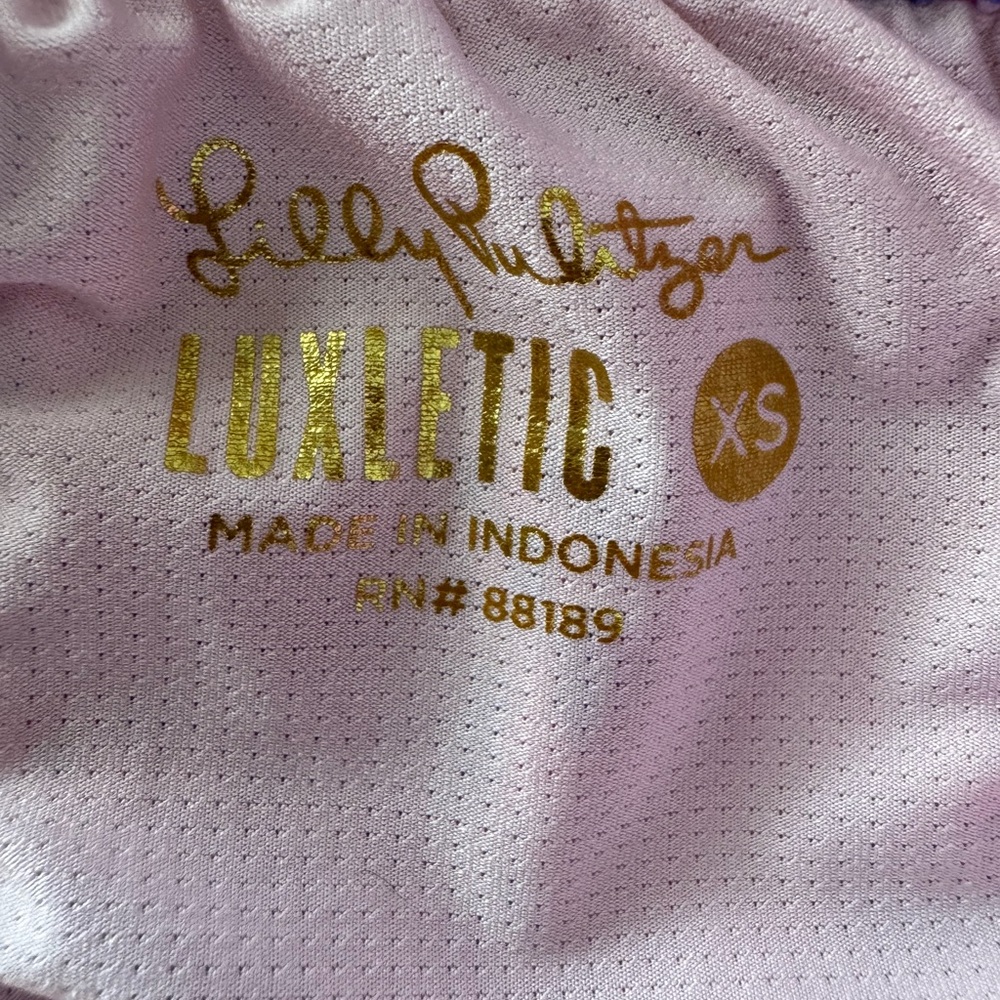 Lilly Pulitzer
LUXLETIC XS
MADE IN INDONESIA
RN# 88189